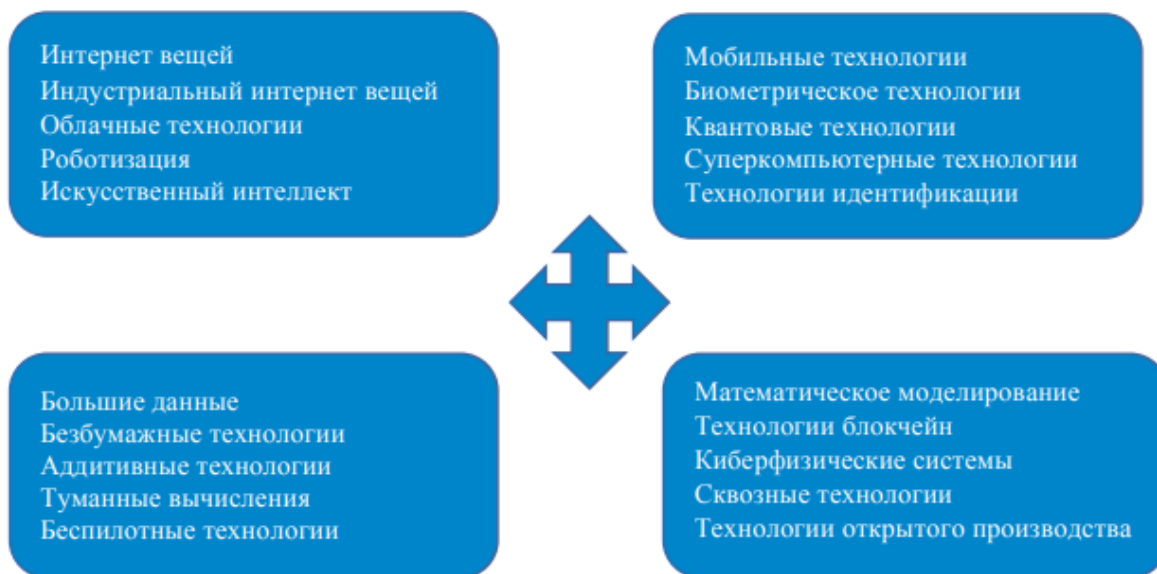 Интернет вещей
Индустриальный интернет вещей
Облачные технологии
Роботизация
Искусственный интеллект
Мобильные технологии
Биометрическое технологии
Квантовые технологии
Суперкомпьютерные технологии
Технологии идентификации
Большие данные
Безбумажные технологии
Аддитивные технологии
Туманные вычисления
Беспилотные технологии
Математическое моделирование
Технологии блокчейн
Киберфизические системы
Сквозные технологии
Технологии открытого производства